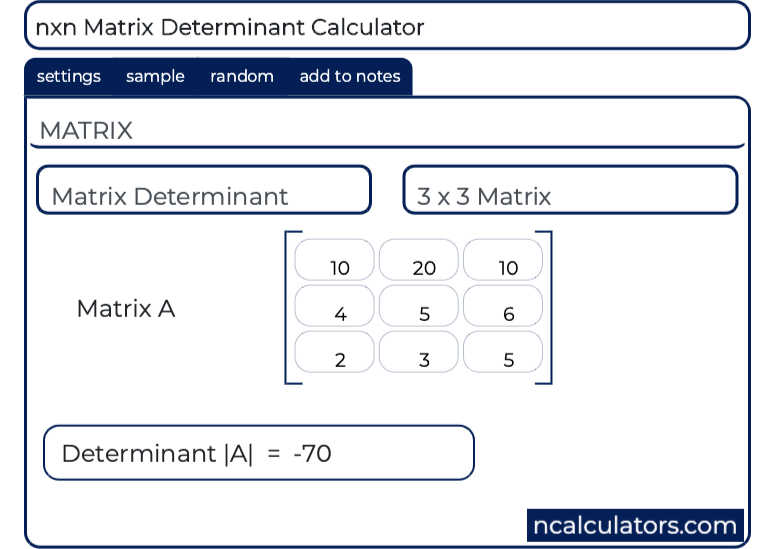 nxn Matrix Determinant Calculator
settings sample random add to notes
MATRIX
Matrix Determinant 3 x 3 Matrix
10 20 10
Matrix A 4 5 6
2 3 5
Determinant |A| = -70
ncalculators.com